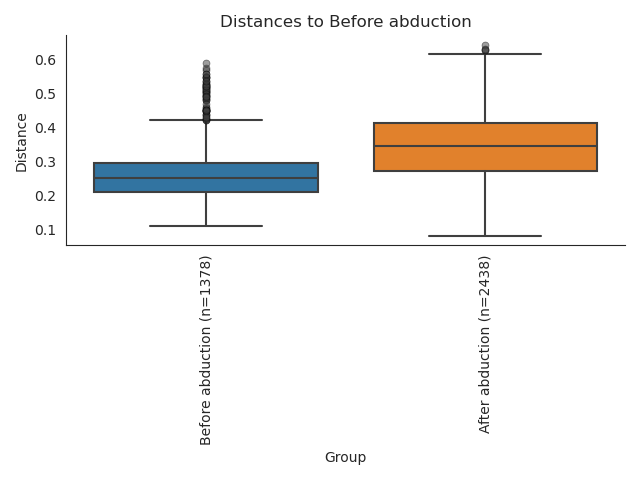 Distances to Before abduction
Distance
0.6
0.5
0.4
0.3
0.2
0.1
Before abduction (n=1378)
After abduction (n=2438)
Group